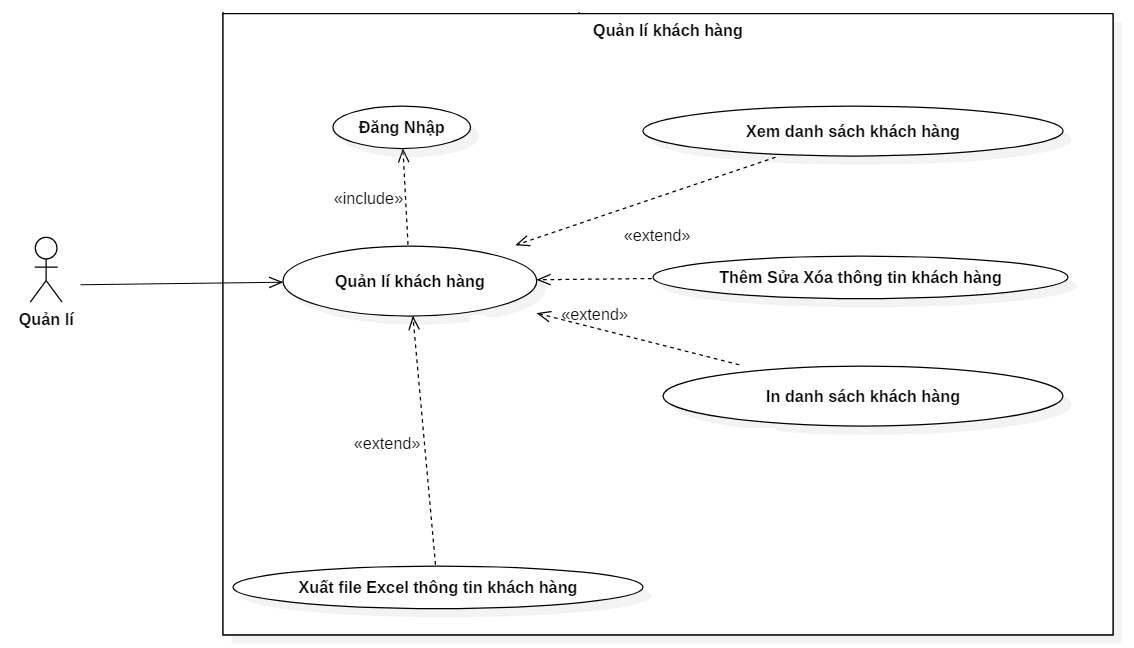 Quản lí khách hàng
Đăng Nhập
Xem danh sách khách hàng
«include»
«extend»
Quản lí khách hàng
Thêm Sửa Xóa thông tin khách hàng
Quản lí
«extend»
In danh sách khách hàng
«extend»
Xuất file Excel thông tin khách hàng